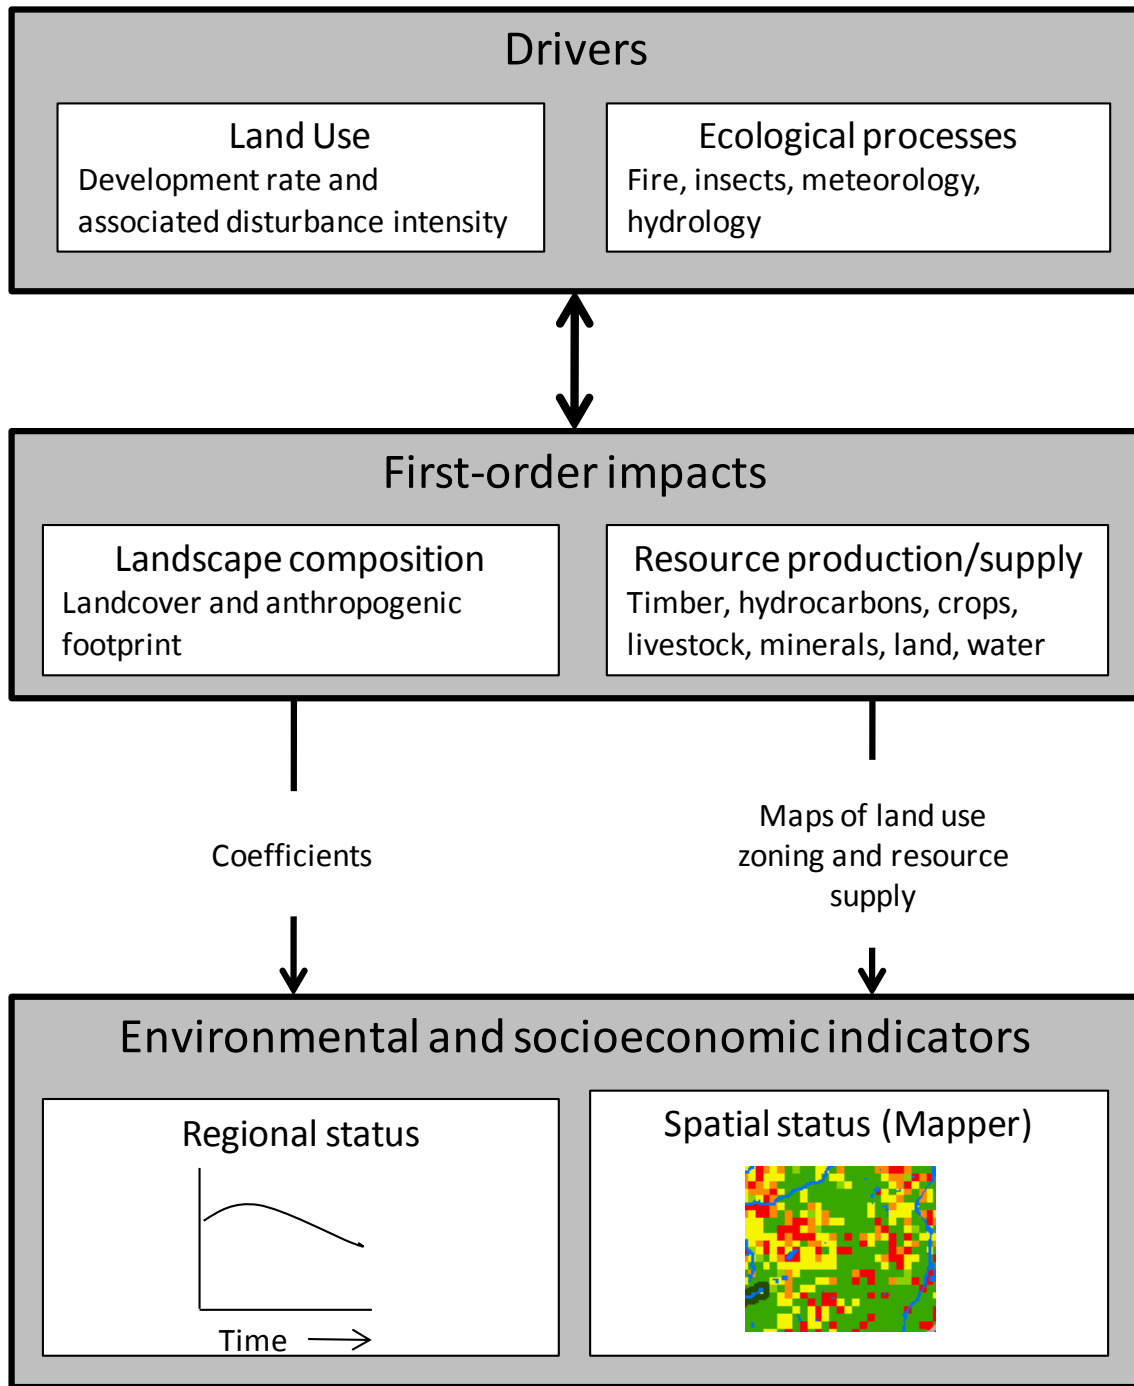 Drivers
Land Use
Development rate and
associated disturbance intensity
Ecological processes
Fire, insects, meteorology,
hydrology
First-order impacts
Landscape composition
Landcover and anthropogenic
footprint
Resource production/supply
Timber, hydrocarbons, crops,
livestock, minerals, land, water
Coefficients
Maps of land use
zoning and resource
supply
Environmental and socioeconomic indicators
Regional status
Time
Spatial status (Mapper)